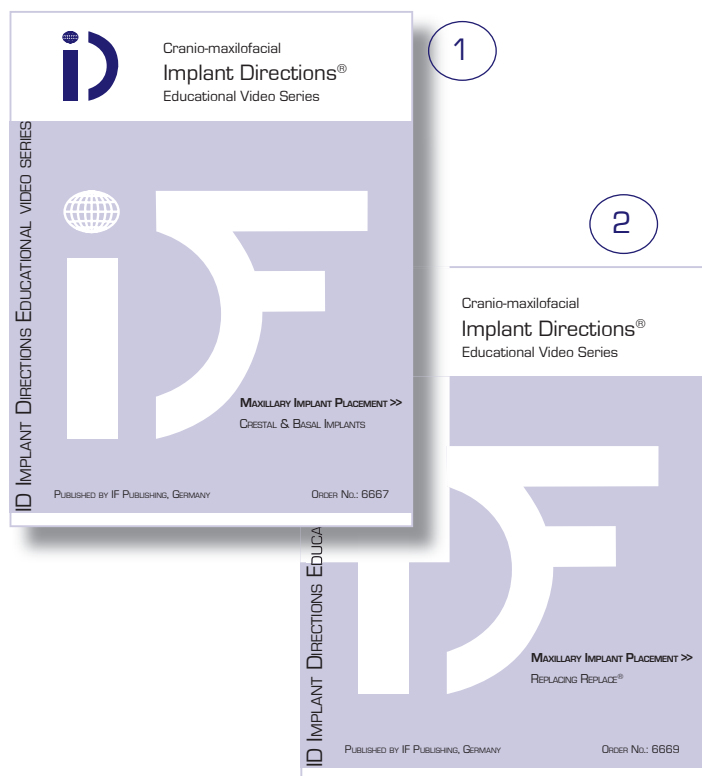 Cranio-maxilofacial
Implant Directions®
Educational Video Series
1
ID Implant Directions Educational video series
Maxillary Implant Placement >>
Crestal & Basal Implants
Published by IF Publishing, Germany
Order No.: 6667
2
Cranio-maxilofacial
Implant Directions®
Educational Video Series
ID Implant Directions Educa
Maxillary Implant Placement >>
Replacing Replace®
Published by IF Publishing, Germany
Order No.: 6669